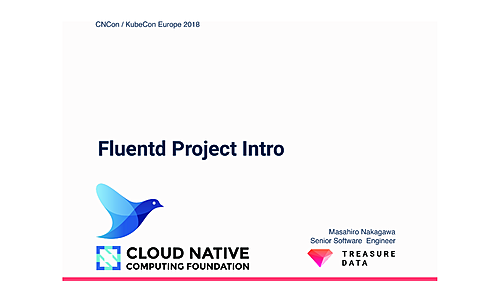 CNCon / KubeCon Europe 2018
Fluentd Project Intro
Masahiro Nakagawa
Senior Software Engineer
CLOUD NATIVE
COMPUTING FOUNDATION
TREASURE
DATA